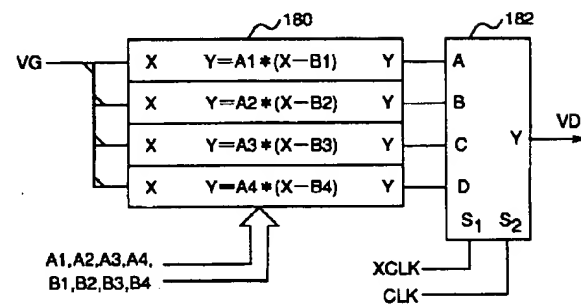 180
182
VG
X Y=A1*(X−B1) Y A
X Y=A2*(X−B2) Y B
X Y=A3*(X−B3) Y C
X Y=A4*(X−B4) Y D
Y
VD
S1 S2
A1,A2,A3,A4,
B1,B2,B3,B4
XCLK
CLK